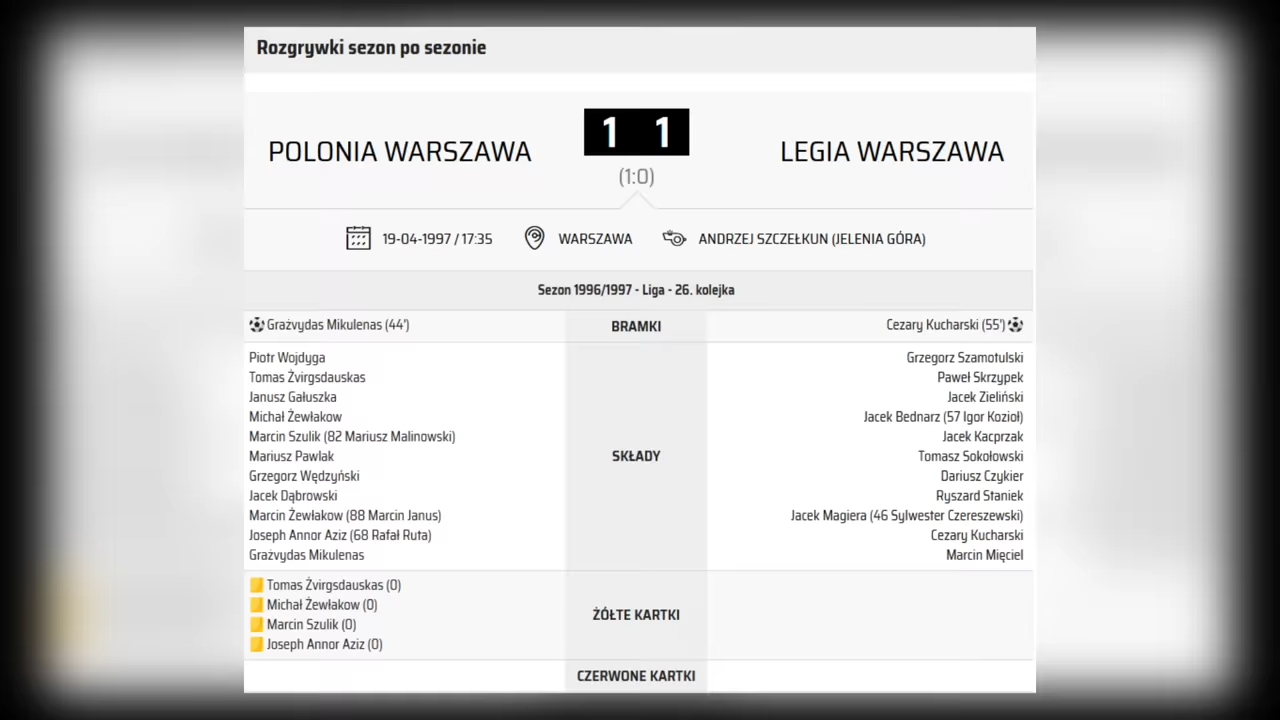 Rozgrywki sezon po sezonie
POLONIA WARSZAWA
1 1
LEGIA WARSZAWA
(1:0)
19-04-1997 / 17:35
WARSZAWA
ANDRZEJ SZCZEŁKUN (JELENIA GÓRA)
Sezon 1996/1997 - Liga - 26. kolejka
Grażvydas Mikulenas (44')
BRAMKI
Cezary Kucharski (55')
Piotr Wojdyga
Tomas Żvirgsdauskas
Janusz Gałuszka
Michał Żewłakow
Marcin Szulik (82 Mariusz Malinowski)
Mariusz Pawlak
Grzegorz Wędzyński
Jacek Dąbrowski
Marcin Żewłakow (88 Marcin Janus)
Joseph Annor Aziz (68 Rafał Ruta)
Grażvydas Mikulenas
SKŁADY
Grzegorz Szamotulski
Paweł Skrzypek
Jacek Zieliński
Jacek Bednarz (57 Igor Kozioł)
Jacek Kacprzak
Tomasz Sokołowski
Dariusz Czykier
Ryszard Staniek
Jacek Magiera (46 Sylwester Czereszewski)
Cezary Kucharski
Marcin Mięciel
Tomas Żvirgsdauskas (0)
Michał Żewłakow (0)
Marcin Szulik (0)
Joseph Annor Aziz (0)
ŻÓŁTE KARTKI
CZERWONE KARTKI